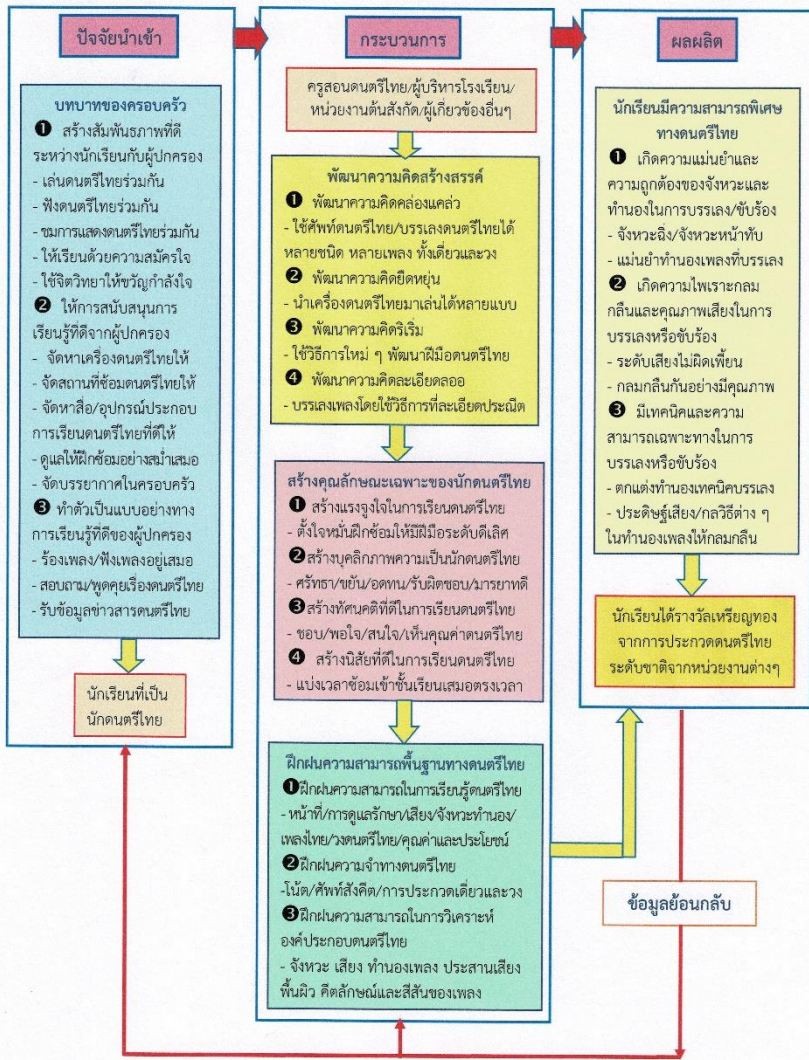 ปัจจัยนำเข้า
บทบาทของครอบครัว
❶ สร้างสัมพันธภาพที่ดี
ระหว่างนักเรียนกับผู้ปกครอง
- เล่นดนตรีไทยร่วมกัน
- ฟังดนตรีไทยร่วมกัน
- ชมการแสดงดนตรีไทยร่วมกัน
- ให้เรียนด้วยความสมัครใจ
- ใช้จิตวิทยาให้ขวัญกำลังใจ
❷ ให้การสนับสนุนการ
เรียนรู้ที่ดีจากผู้ปกครอง
- จัดหาเครื่องดนตรีไทยให้
- จัดสถานที่ซ้อมดนตรีไทยให้
- จัดหาสื่อ/อุปกรณ์ประกอบ
การเรียนดนตรีไทยที่ดีให้
- ดูแลให้ฝึกซ้อมอย่างสม่ำเสมอ
- จัดบรรยากาศในครอบครัว
❸ ทำตัวเป็นแบบอย่างทาง
การเรียนรู้ที่ดีของผู้ปกครอง
- ร้องเพลง/ฟังเพลงอยู่เสมอ
- สอบถาม/พูดคุยเรื่องดนตรีไทย
- รับข้อมูลข่าวสารดนตรีไทย
นักเรียนที่เป็น
นักดนตรีไทย
กระบวนการ
ครูสอนดนตรีไทย/ผู้บริหารโรงเรียน/
หน่วยงานต้นสังกัด/ผู้เกี่ยวข้องอื่นๆ
พัฒนาความคิดสร้างสรรค์
❶ พัฒนาความคิดคล่องแคล่ว
- ใช้ศัพท์ดนตรีไทย/บรรเลงดนตรีไทยได้
หลายชนิด หลายเพลง ทั้งเดี่ยวและวง
❷ พัฒนาความคิดยืดหยุ่น
- นำเครื่องดนตรีไทยมาเล่นได้หลายแบบ
❸ พัฒนาความคิดริเริ่ม
- ใช้วิธีการใหม่ ๆ พัฒนาฝีมือดนตรีไทย
❹ พัฒนาความคิดละเอียดลออ
- บรรเลงเพลงโดยใช้วิธีการที่ละเอียดประณีต
สร้างคุณลักษณะเฉพาะของนักดนตรีไทย
❶ สร้างแรงจูงใจในการเรียนดนตรีไทย
- ตั้งใจหมั่นฝึกซ้อมให้มีฝีมือระดับดีเลิศ
❷สร้างบุคลิกภาพความเป็นนักดนตรีไทย
- ศรัทธา/ขยัน/อดทน/รับผิดชอบ/มารยาทดี
❸สร้างทัศนคติที่ดีในการเรียนดนตรีไทย
- ชอบ/พอใจ/สนใจ/เห็นคุณค่าดนตรีไทย
❹ สร้างนิสัยที่ดีในการเรียนดนตรีไทย
- แบ่งเวลาซ้อมเข้าชั้นเรียนเสมอตรงเวลา
ฝึกฝนความสามารถพื้นฐานทางดนตรีไทย
❶ฝึกฝนความสามารถในการเรียนรู้ดนตรีไทย
- หน้าที่/การดูแลรักษา/เสียง/จังหวะทำนอง/
เพลงไทย/วงดนตรีไทย/คุณค่าและประโยชน์
❷ฝึกฝนความจำทางดนตรีไทย
-โน้ต/ศัพท์สังคีต/การประกวดเดี่ยวและวง
❸ฝึกฝนความสามารถในการวิเคราะห์
องค์ประกอบดนตรีไทย
- จังหวะ เสียง ทำนองเพลง ประสานเสียง
พื้นผิว คีตลักษณ์และสีสันของเพลง
ผลผลิต
นักเรียนมีความสามารถพิเศษ
ทางดนตรีไทย
❶ เกิดความแม่นยำและ
ความถูกต้องของจังหวะและ
ทำนองในการบรรเลง/ขับร้อง
- จังหวะฉิ่ง/จังหวะหน้าทับ
- แม่นยำทำนองเพลงที่บรรเลง
❷ เกิดความไพเราะกลม
กลืนและคุณภาพเสียงในการ
บรรเลงหรือขับร้อง
- ระดับเสียงไม่ผิดเพี้ยน
- กลมกลืนกันอย่างมีคุณภาพ
❸ มีเทคนิคและความ
สามารถเฉพาะทางในการ
บรรเลงหรือขับร้อง
- ตกแต่งทำนองเทคนิคบรรเลง
- ประดิษฐ์เสียง/กลวิธีต่าง ๆ
ในทำนองเพลงให้กลมกลืน
นักเรียนได้รางวัลเหรียญทอง
จากการประกวดดนตรีไทย
ระดับชาติจากหน่วยงานต่างๆ
ข้อมูลย้อนกลับ